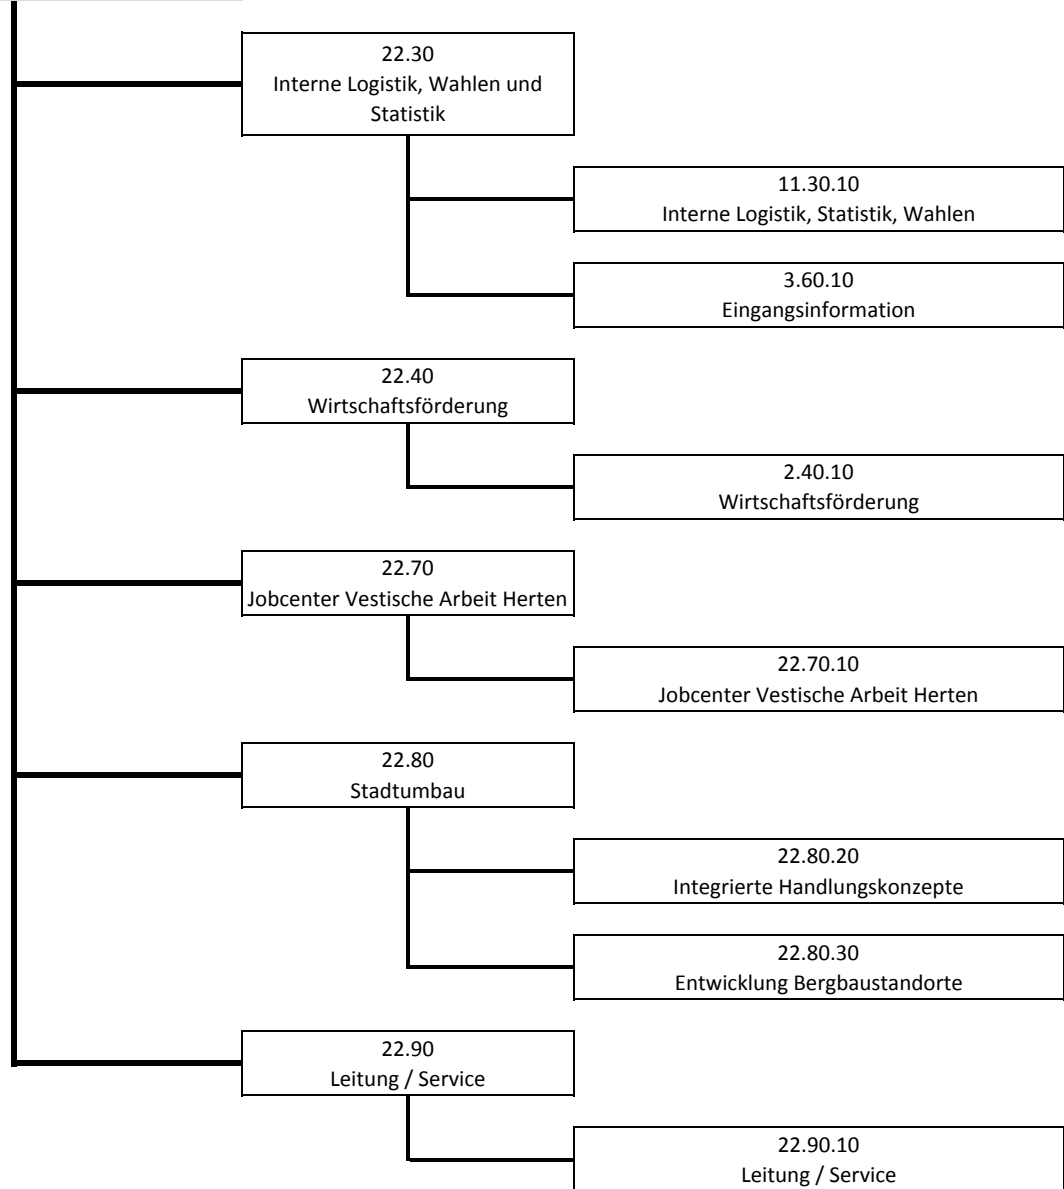 22.30
Interne Logistik, Wahlen und
Statistik
11.30.10
Interne Logistik, Statistik, Wahlen
3.60.10
Eingangsinformation
22.40
Wirtschaftsförderung
2.40.10
Wirtschaftsförderung
22.70
Jobcenter Vestische Arbeit Herten
22.70.10
Jobcenter Vestische Arbeit Herten
22.80
Stadtumbau
22.80.20
Integrierte Handlungskonzepte
22.80.30
Entwicklung Bergbaustandorte
22.90
Leitung / Service
22.90.10
Leitung / Service